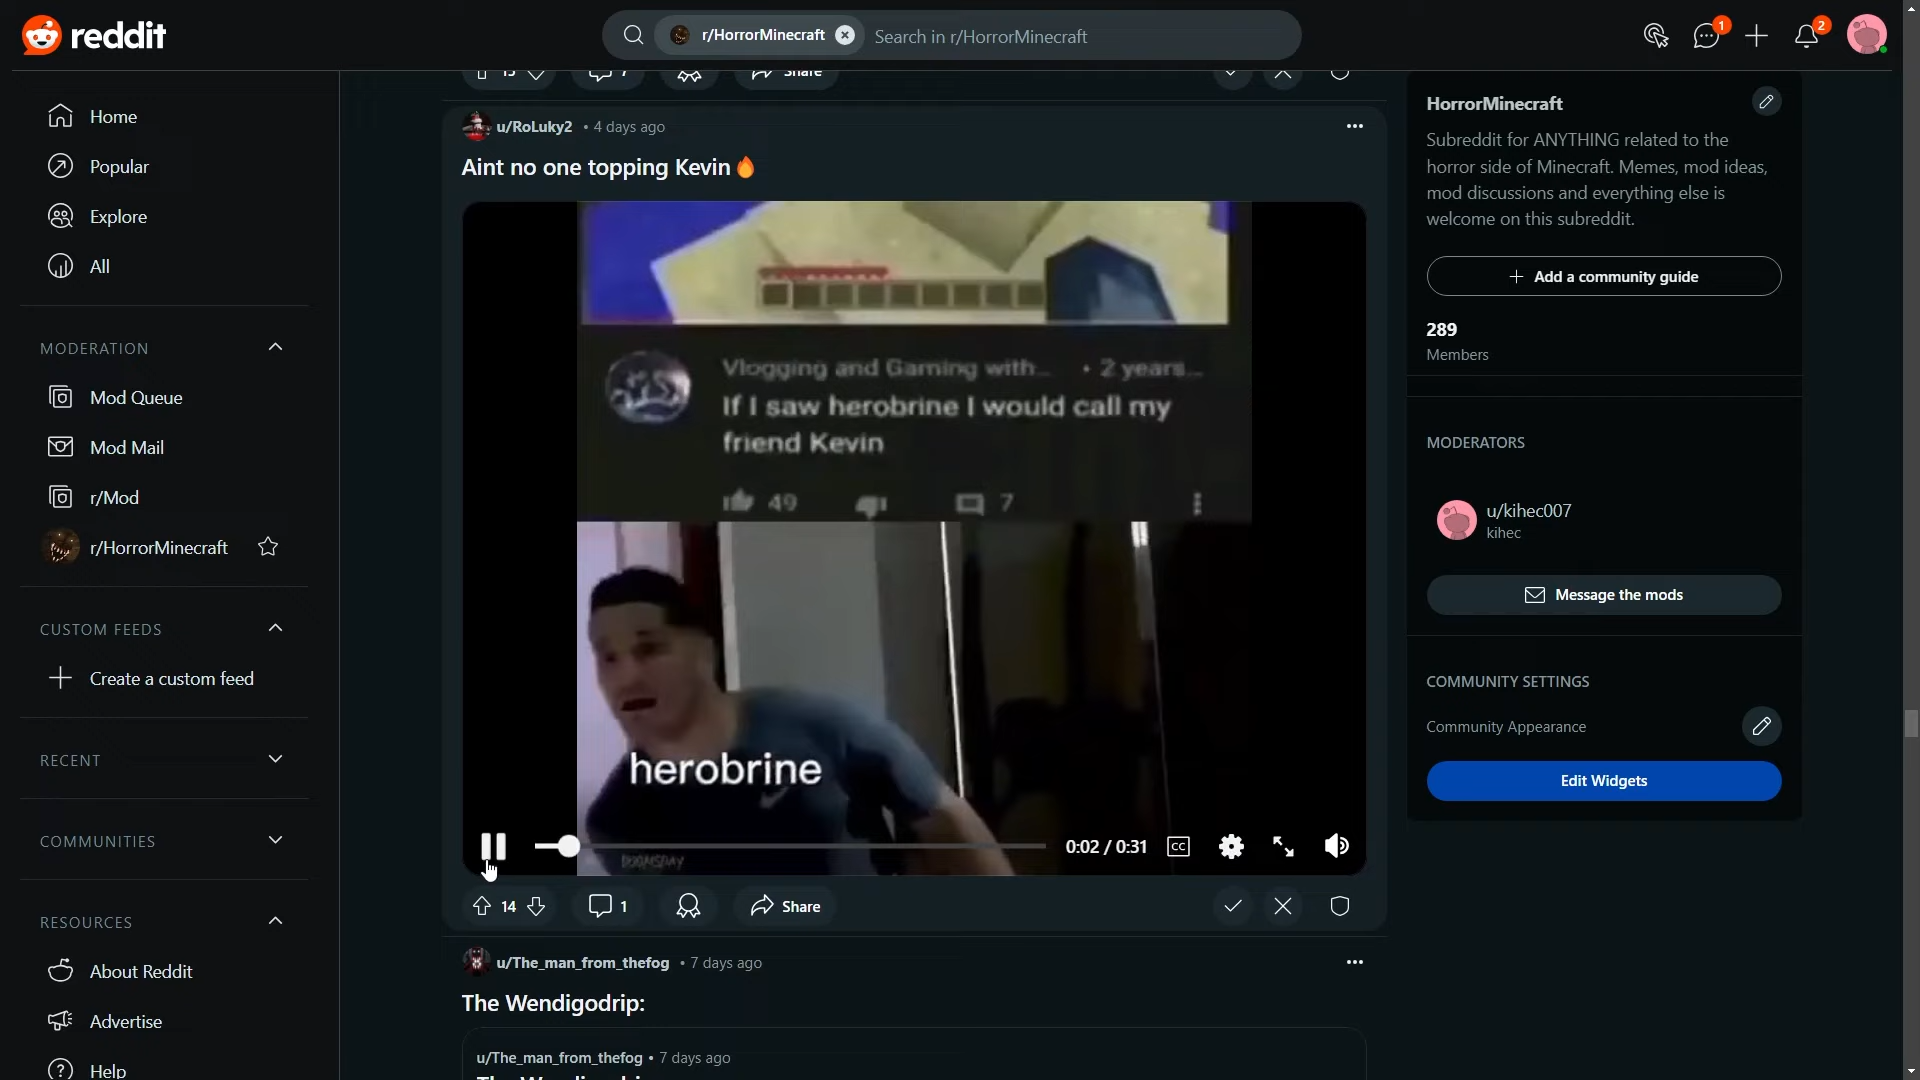 reddit
r/HorrorMinecraft
Search in r/HorrorMinecraft
1
2
Home
Popular
Explore
All
MODERATION
Mod Queue
Mod Mail
r/Mod
r/HorrorMinecraft
CUSTOM FEEDS
Create a custom feed
RECENT
COMMUNITIES
RESOURCES
About Reddit
Advertise
Help
Share
u/RoLuky2 • 4 days ago
Aint no one topping Kevin🔥
Vlogging and Gaming with... • 2 years...
If I saw herobrine I would call my
friend Kevin
49
7
herobrine
0:02 / 0:31
CC
14
1
Share
u/The_man_from_thefog • 7 days ago
The Wendigodrip:
u/The_man_from_thefog • 7 days ago
HorrorMinecraft
Subreddit for ANYTHING related to the
horror side of Minecraft. Memes, mod ideas,
mod discussions and everything else is
welcome on this subreddit.
Add a community guide
289
Members
MODERATORS
u/kihec007
kihec
Message the mods
COMMUNITY SETTINGS
Community Appearance
Edit Widgets